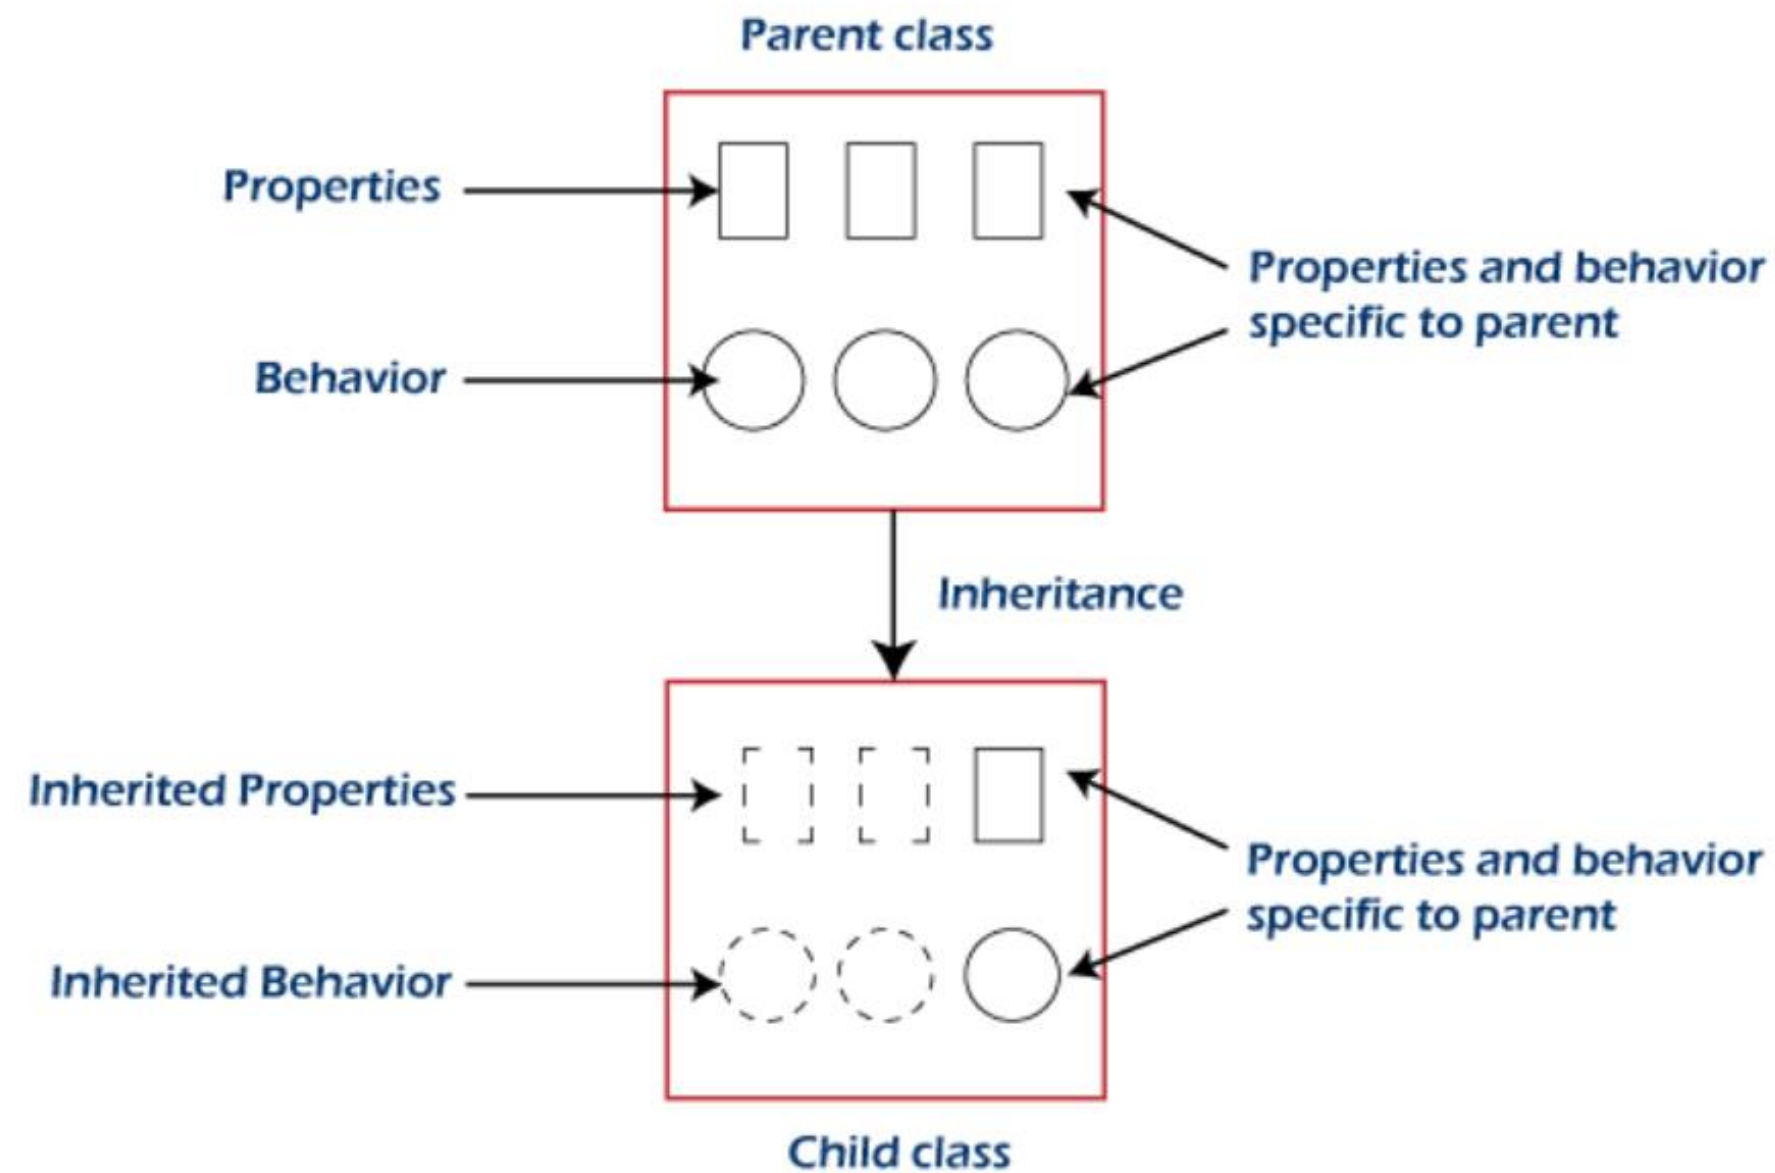 Parent class
Properties
Properties and behavior
specific to parent
Behavior
Inheritance
Inherited Properties
Properties and behavior
specific to parent
Inherited Behavior
Child class